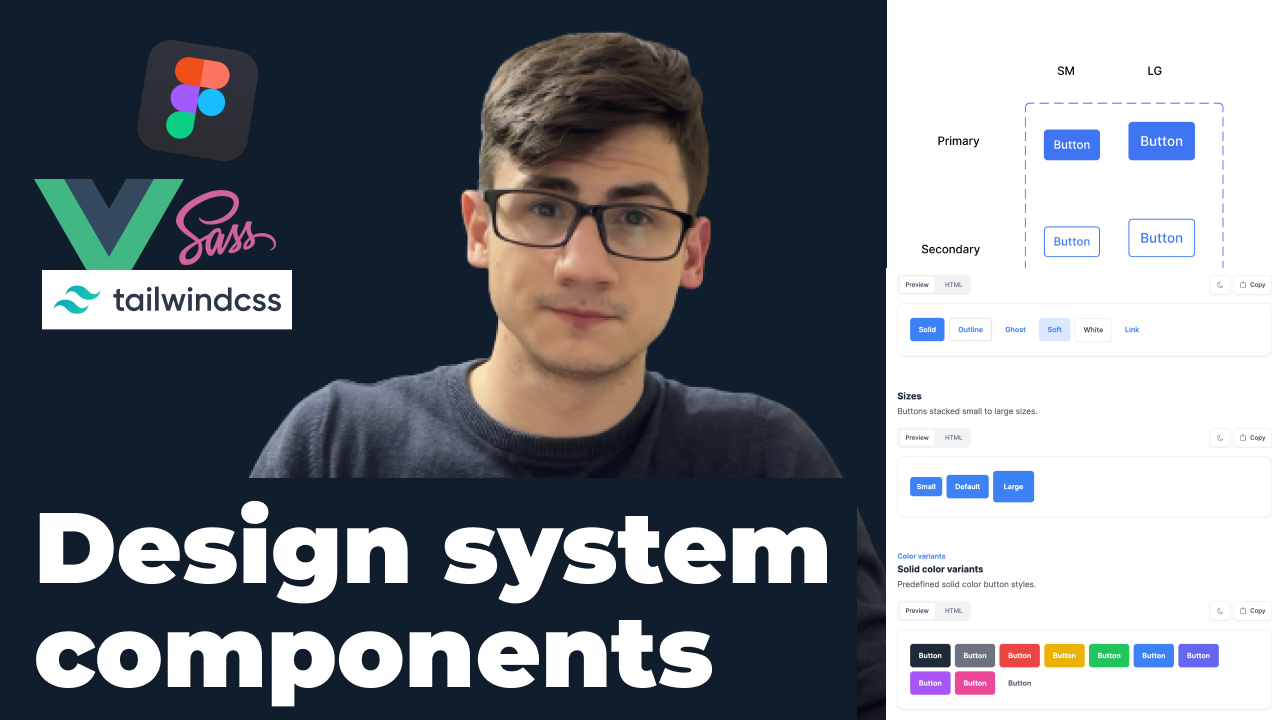 Sass
tailwindcss
Design system
components
SM LG
Primary Button Button
Secondary Button Button
Preview HTML Copy
Solid Outline Ghost Soft White Link
Sizes
Buttons stacked small to large sizes.
Preview HTML Copy
Small Default Large
Color variants
Solid color variants
Predefined solid color button styles.
Preview HTML Copy
Button Button Button Button Button Button Button
Button Button Button